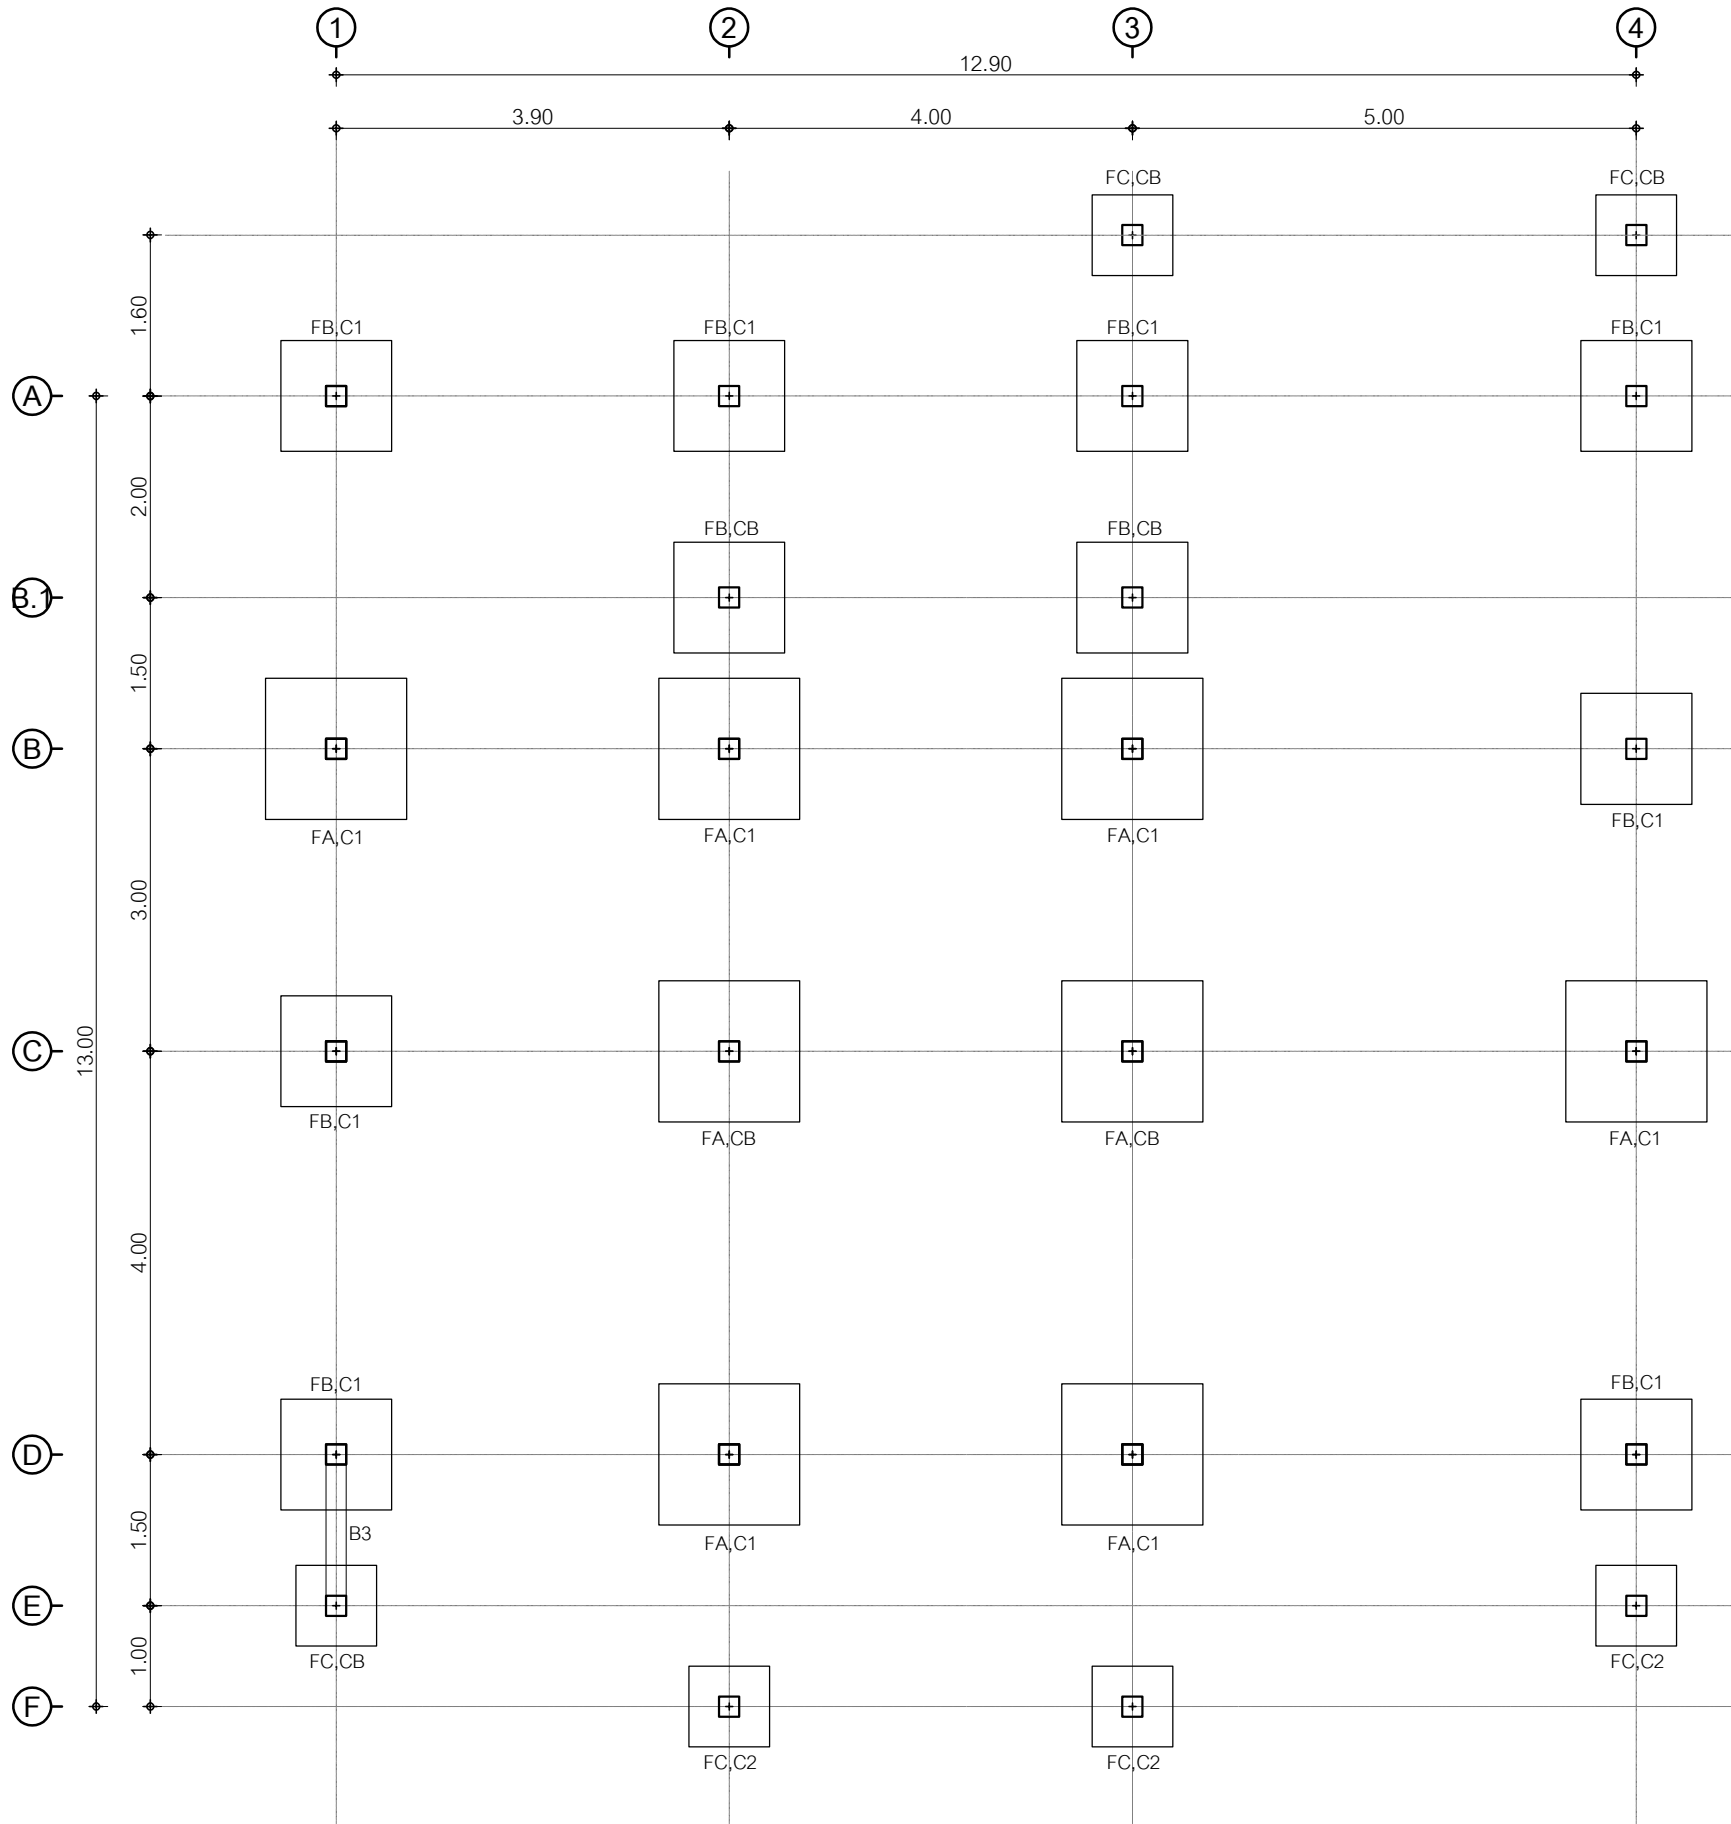 1 2 3 4
12.90
3.90 4.00 5.00
FC,CB FC,CB
1.60
FB,C1 FB,C1 FB,C1 FB,C1
A
2.00
FB,CB FB,CB
B.1
1.50
B
FA,C1 FA,C1 FA,C1 FB,C1
3.00
13.00
C
FB,C1 FA,CB FA,CB FA,C1
4.00
FB,C1 FB,C1
D
1.50
B3 FA,C1 FA,C1
E
1.00
FC,CB FC,C2
F
FC,C2 FC,C2